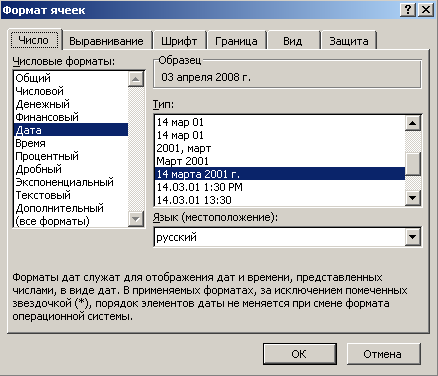 Формат ячеек
Число Выравнивание Шрифт Граница Вид Защита
Числовые форматы:
Общий
Числовой
Денежный
Финансовый
Дата
Время
Процентный
Дробный
Экспоненциальный
Текстовый
Дополнительный
(все форматы)
Образец
03 апреля 2008 г.
Тип:
14 мар 01
14 мар 01
2001, март
Март 2001
14 марта 2001 г.
14.03.01 1:30 PM
14.03.01 13:30
Язык (местоположение):
русский
Форматы дат служат для отображения дат и времени, представленных
числами, в виде дат. В применяемых форматах, за исключением помеченных
звездочкой (*), порядок элементов даты не меняется при смене формата
операционной системы.
ОК Отмена